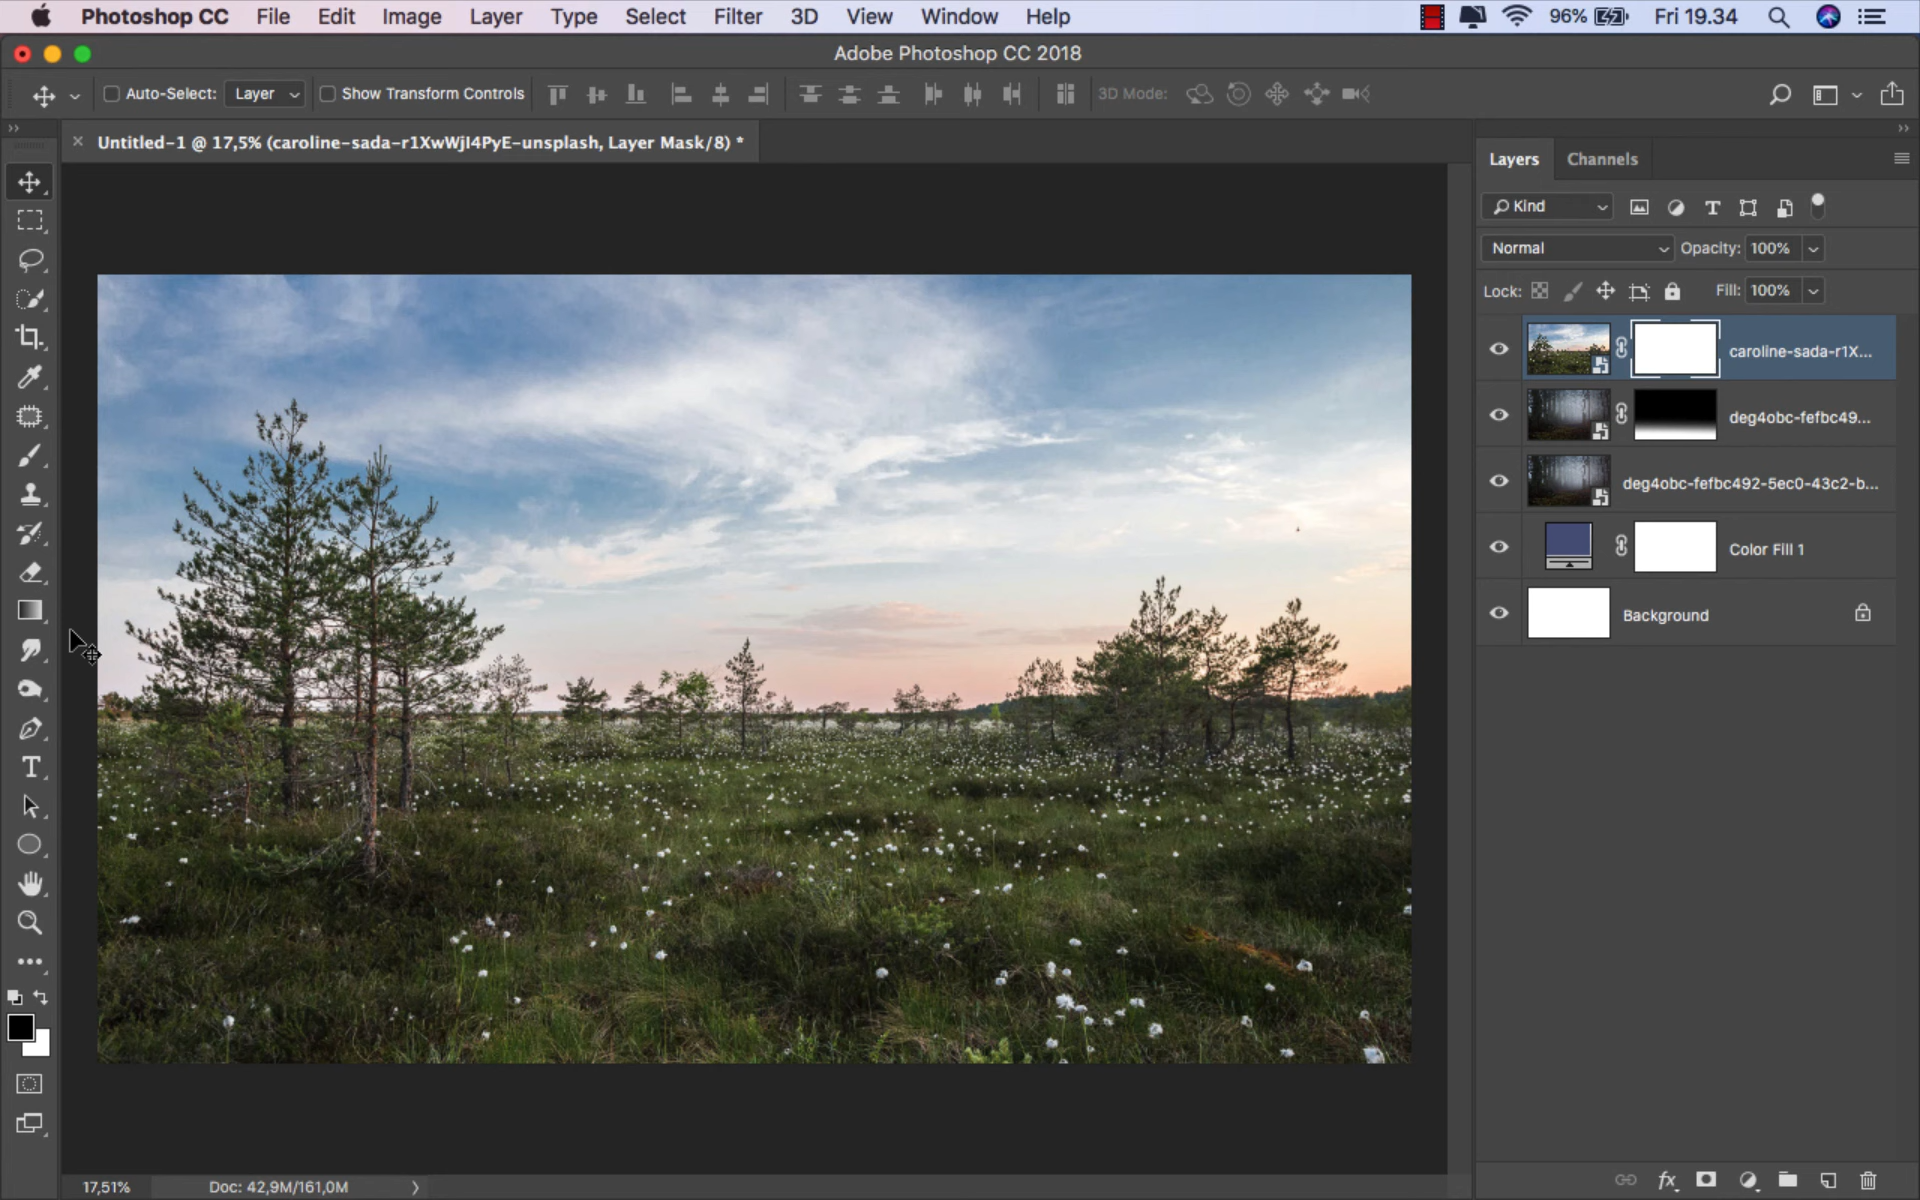 Photoshop CC File Edit Image Layer Type Select Filter 3D View Window Help 96% Fri 19.34
Adobe Photoshop CC 2018
Auto-Select: Layer Show Transform Controls 3D Mode:
Untitled-1 @ 17,5% (caroline-sada-r1XwWjI4PyE-unsplash, Layer Mask/8) *
Layers Channels
Kind
Normal Opacity: 100%
Lock: Fill: 100%
caroline-sada-r1X...
deg4obc-fefbc49...
deg4obc-fefbc492-5ec0-43c2-b...
Color Fill 1
Background
17,51% Doc: 42,9M/161,0M